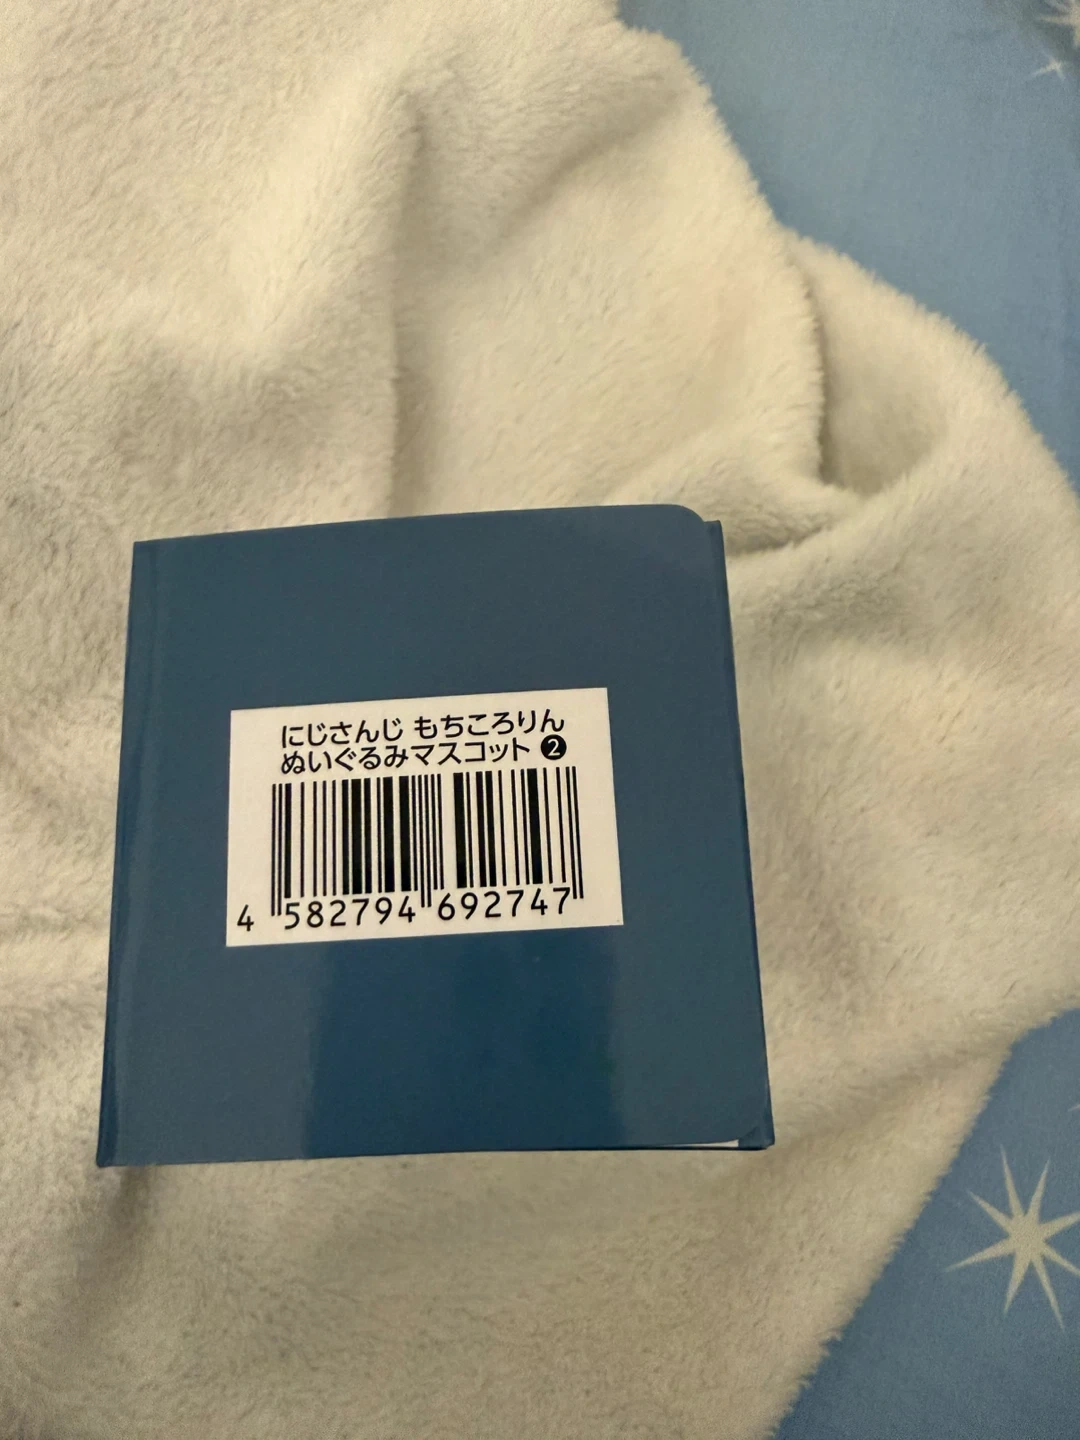 にじさんじ もちころりん
ぬいぐるみマスコット ❷
4 582794 692747